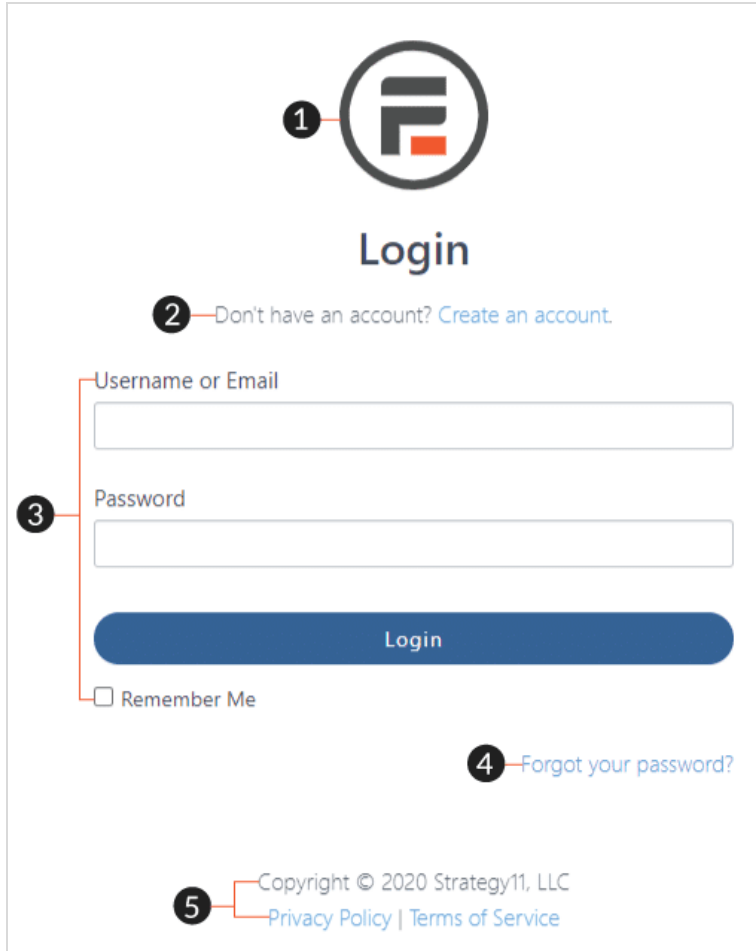 1
Login
2 Don't have an account? Create an account.
Username or Email
3
Password
Login
Remember Me
4 Forgot your password?
5
Copyright © 2020 Strategy11, LLC
Privacy Policy | Terms of Service